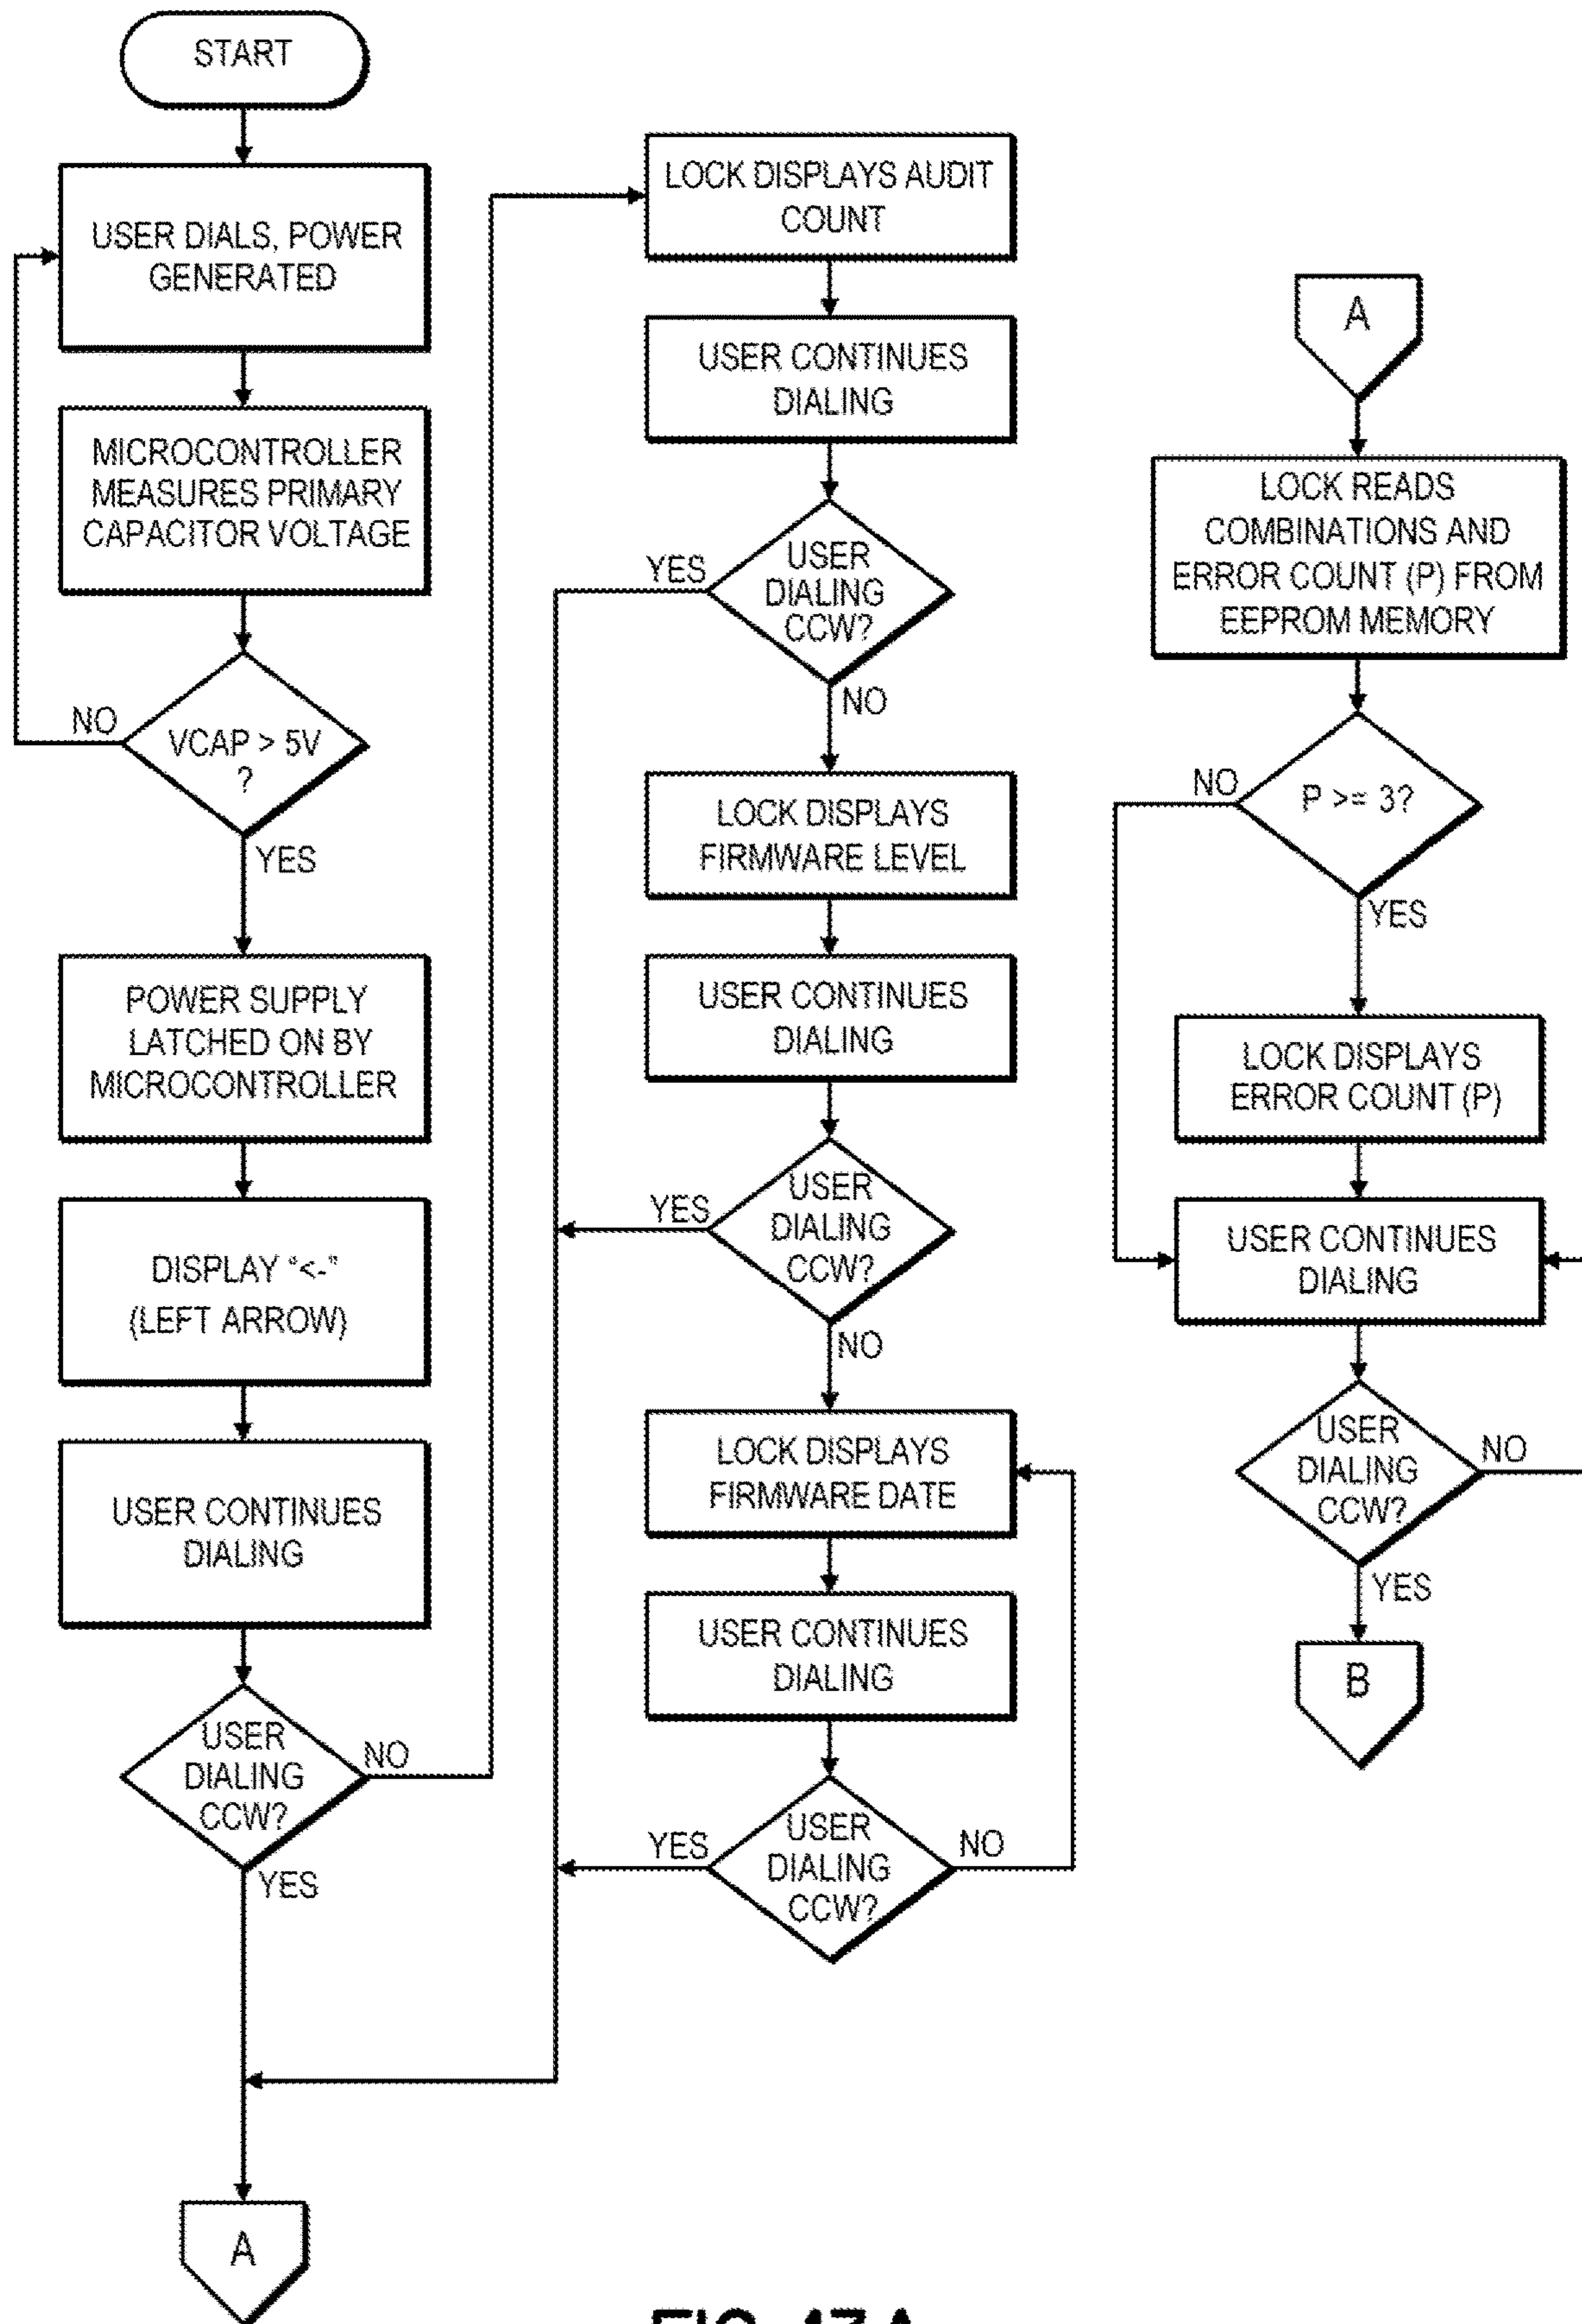 START
USER DIALS, POWER
GENERATED
MICROCONTROLLER
MEASURES PRIMARY
CAPACITOR VOLTAGE
NO
VCAP > 5V
?
YES
POWER SUPPLY
LATCHED ON BY
MICROCONTROLLER
DISPLAY “<-”
(LEFT ARROW)
USER CONTINUES
DIALING
USER
DIALING
CCW?
NO
YES
A
LOCK DISPLAYS AUDIT
COUNT
USER CONTINUES
DIALING
YES
USER
DIALING
CCW?
NO
LOCK DISPLAYS
FIRMWARE LEVEL
USER CONTINUES
DIALING
YES
USER
DIALING
CCW?
NO
LOCK DISPLAYS
FIRMWARE DATE
USER CONTINUES
DIALING
YES
USER
DIALING
CCW?
NO
A
LOCK READS
COMBINATIONS AND
ERROR COUNT (P) FROM
EEPROM MEMORY
NO
P >= 3?
YES
LOCK DISPLAYS
ERROR COUNT (P)
USER CONTINUES
DIALING
USER
DIALING
CCW?
NO
YES
B